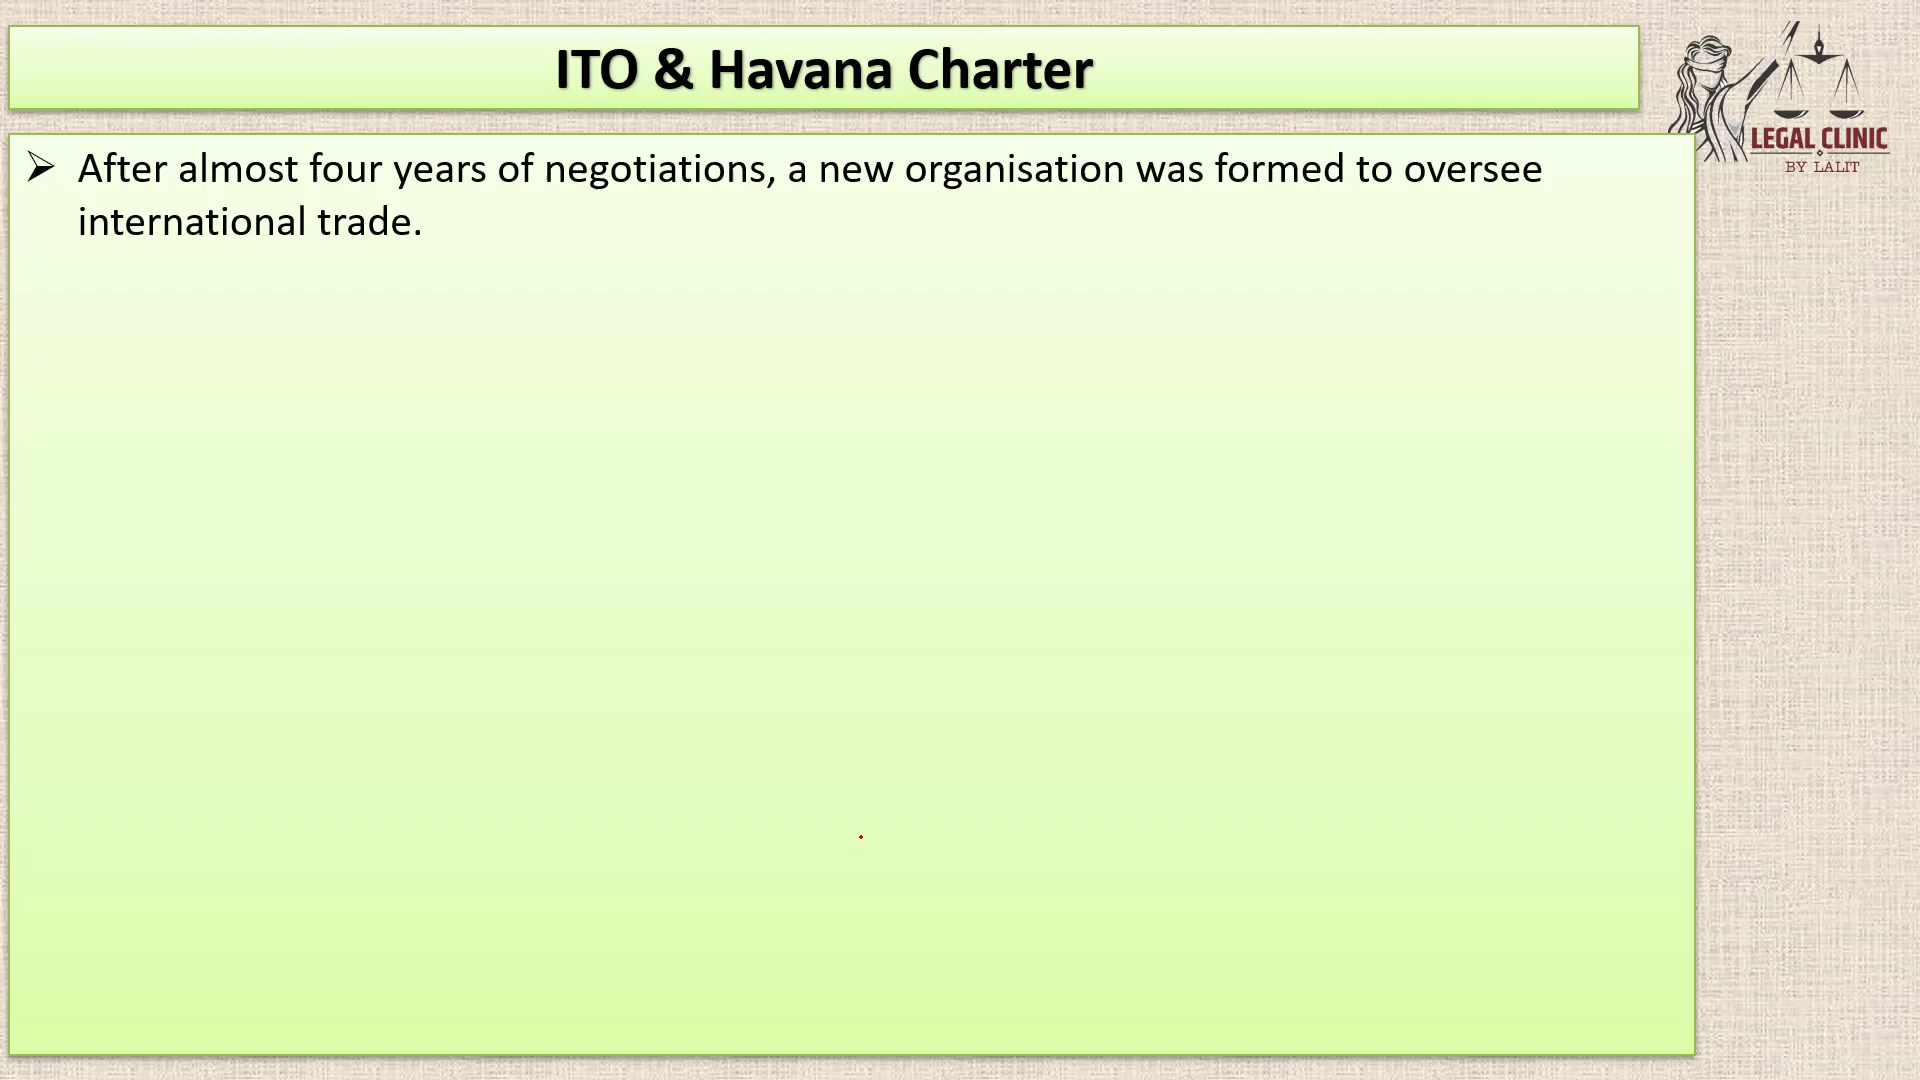 ITO & Havana Charter
LEGAL CLINIC
BY LALIT
➢ After almost four years of negotiations, a new organisation was formed to oversee
international trade.